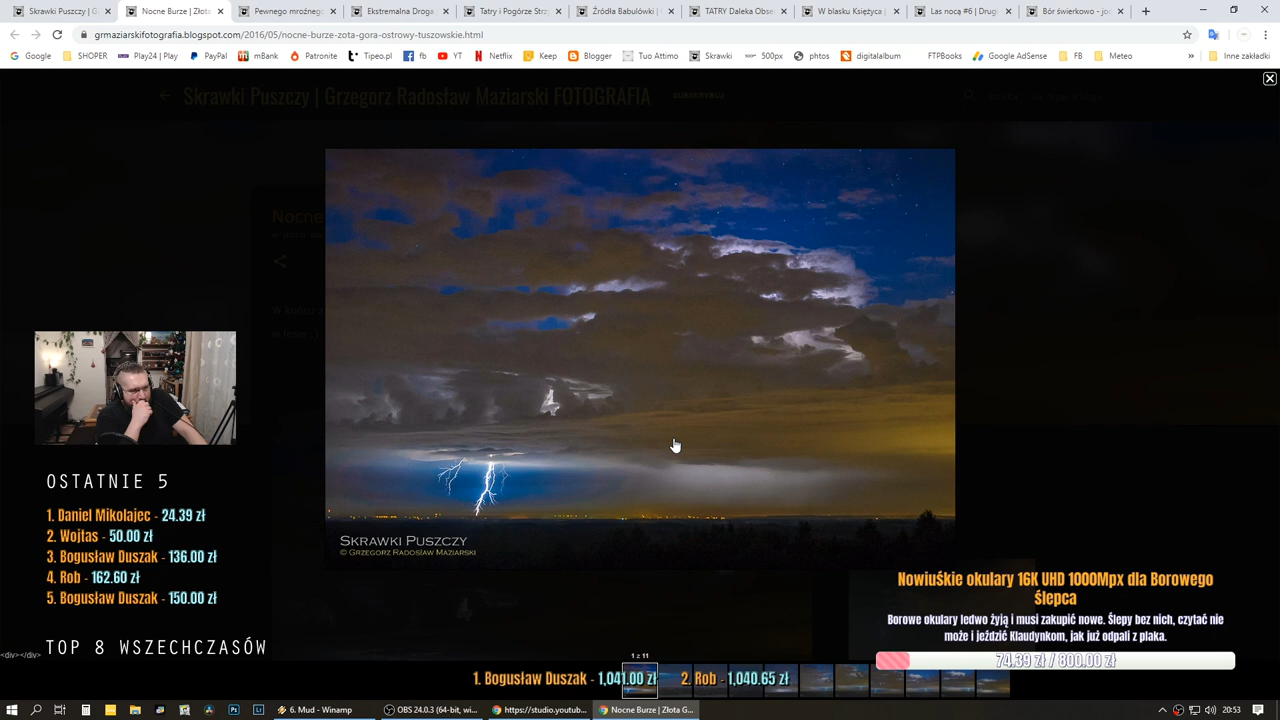 Skrawki Puszczy | G
Nocne Burze | Złota
Pewnego mroźneg
Ekstremalna Droga
Tatry i Pogórze Strz
Źródła Babulówki | G
TATRY Daleka Obse
W blasku Księżyca |
Las nocą #6 | Drugi
Bór świerkowo - jod
grmaziarskifotografia.blogspot.com/2016/05/nocne-burze-zota-gora-ostrowy-tuszowskie.html
Google SHOPER Play24 | Play PayPal mBank Patronite Tipeo.pl fb YT Netflix Keep Blogger Tuo Attimo Skrawki 500px phtos digitalalbum FTPBooks Google AdSense FB Meteo » Inne zakładki
Skrawki Puszczy | Grzegorz Radosław Maziarski FOTOGRAFIA SUBSKRYBUJ
Nocne
W końcu z
Skrawki Puszczy
© Grzegorz Radosław Maziarski
OSTATNIE 5
1. Daniel Mikolajec - 24.39 zł
2. Wojtas - 50.00 zł
3. Bogusław Duszak - 136.00 zł
4. Rob - 162.60 zł
5. Bogusław Duszak - 150.00 zł
TOP 8 WSZECHCZASÓW
<div></div>
Nowiuśkie okulary 16K UHD 1000Mpx dla Borowego
Ślepca
Borowe okulary ledwo żyją i musi zakupić nowe. Ślepy bez nich, czytać nie
może i jeździć Klaudynkom, jak już odpali z plaka.
74.39 zł / 800.00 zł
1 z 11
1. Bogusław Duszak - 1,041.00 zł 2. Rob - 1,040.65 zł
6. Mud - Winamp
OBS 24.0.3 (64-bit, wi...
https://studio.youtub...
Nocne Burze | Złota G...
20:53